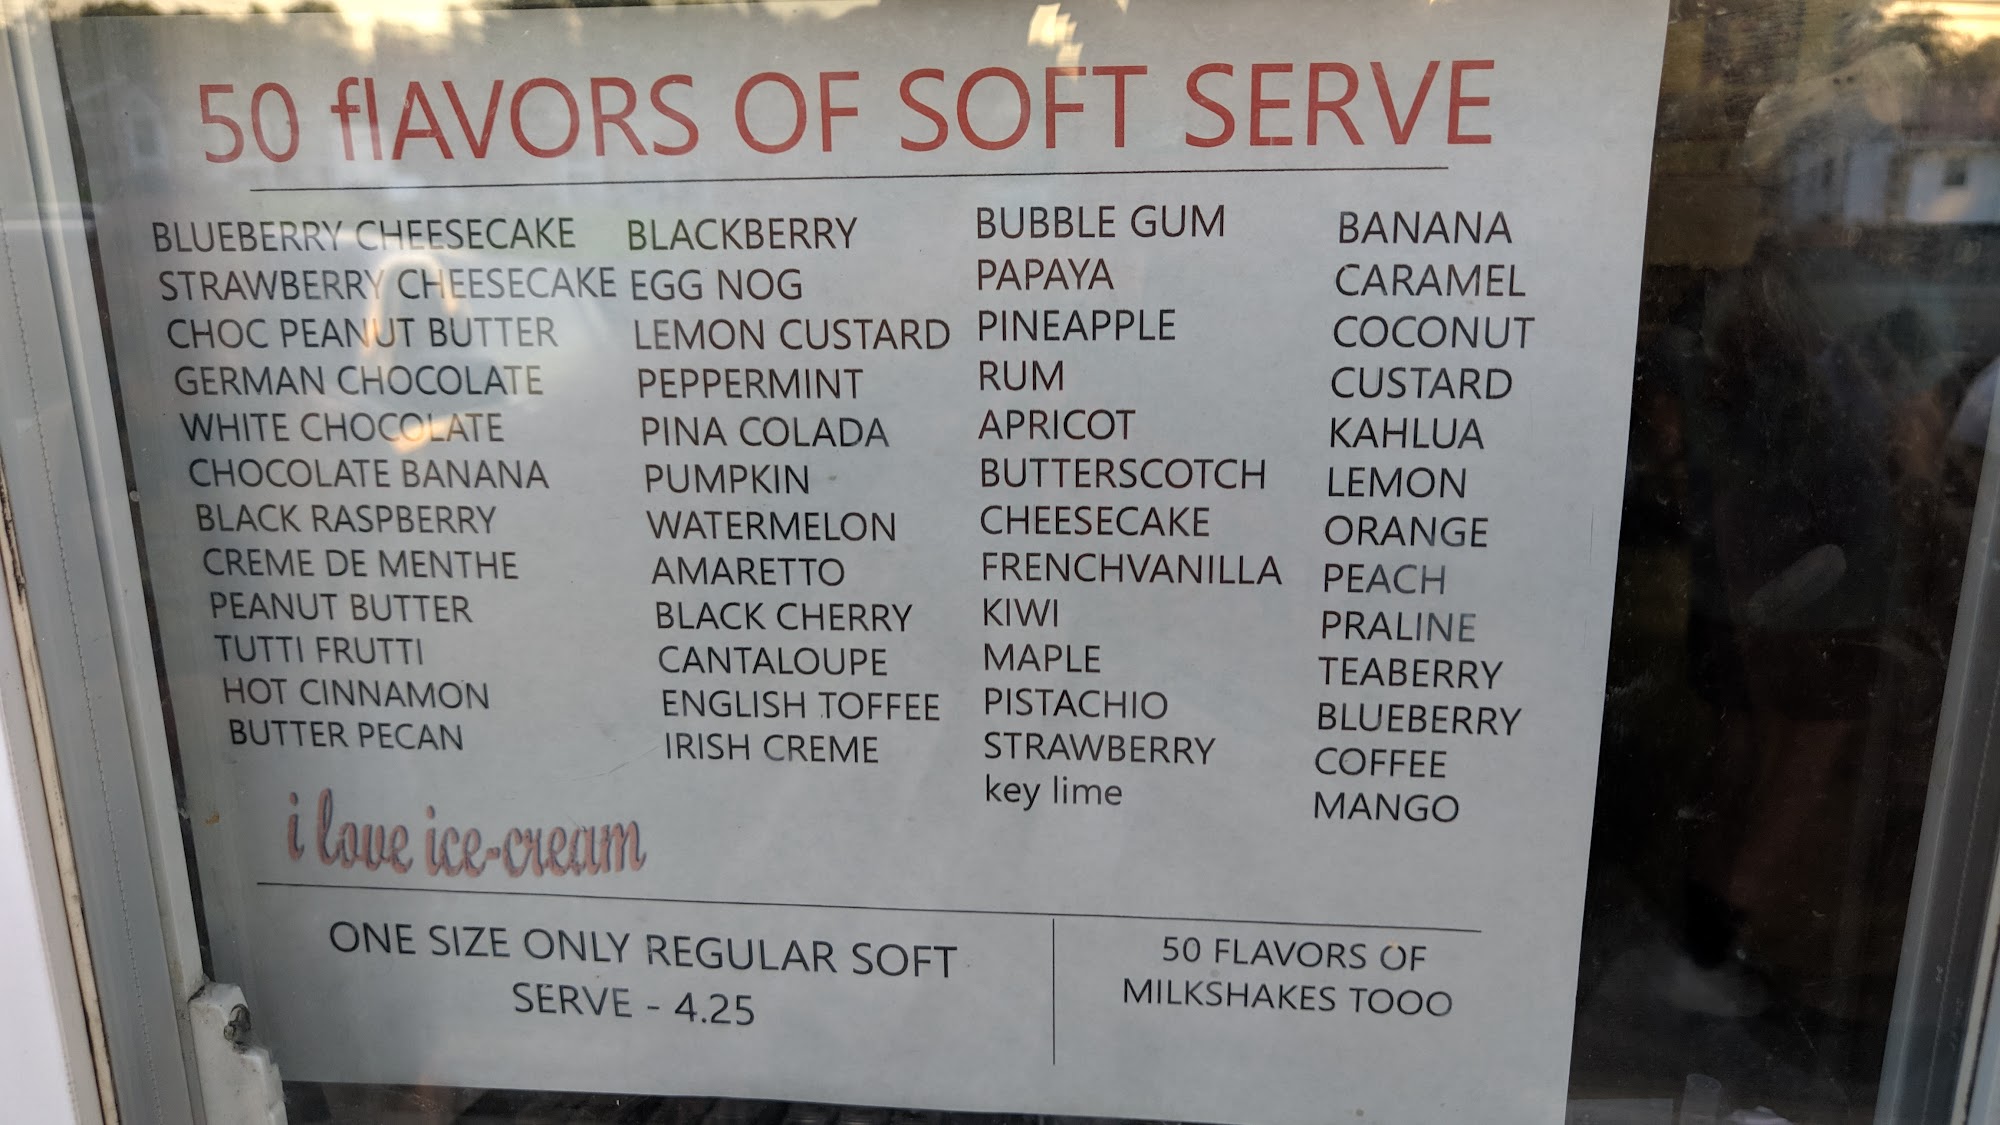 50 flAVORS OF SOFT SERVE
BLUEBERRY CHEESECAKE
STRAWBERRY CHEESECAKE
CHOC PEANUT BUTTER
GERMAN CHOCOLATE
WHITE CHOCOLATE
CHOCOLATE BANANA
BLACK RASPBERRY
CREME DE MENTHE
PEANUT BUTTER
TUTTI FRUTTI
HOT CINNAMON
BUTTER PECAN
BLACKBERRY
EGG NOG
LEMON CUSTARD
PEPPERMINT
PINA COLADA
PUMPKIN
WATERMELON
AMARETTO
BLACK CHERRY
CANTALOUPE
ENGLISH TOFFEE
IRISH CREME
BUBBLE GUM
PAPAYA
PINEAPPLE
RUM
APRICOT
BUTTERSCOTCH
CHEESECAKE
FRENCHVANILLA
KIWI
MAPLE
PISTACHIO
STRAWBERRY
key lime
BANANA
CARAMEL
COCONUT
CUSTARD
KAHLUA
LEMON
ORANGE
PEACH
PRALINE
TEABERRY
BLUEBERRY
COFFEE
MANGO
i love ice-cream
ONE SIZE ONLY REGULAR SOFT
SERVE - 4.25
50 FLAVORS OF
MILKSHAKES TOOO